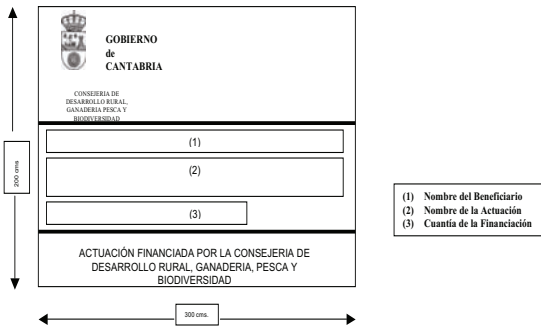 GOBIERNO
de
CANTABRIA
CONSEJERIA DE
DESARROLLO RURAL,
GANADERIA PESCA Y
BIODIVERSIDAD
(1)
(2)
(3)
ACTUACIÓN FINANCIADA POR LA CONSEJERIA DE
DESARROLLO RURAL, GANADERIA, PESCA Y
BIODIVERSIDAD
200 cms
300 cms.
(1) Nombre del Beneficiario
(2) Nombre de la Actuación
(3) Cuantía de la Financiación